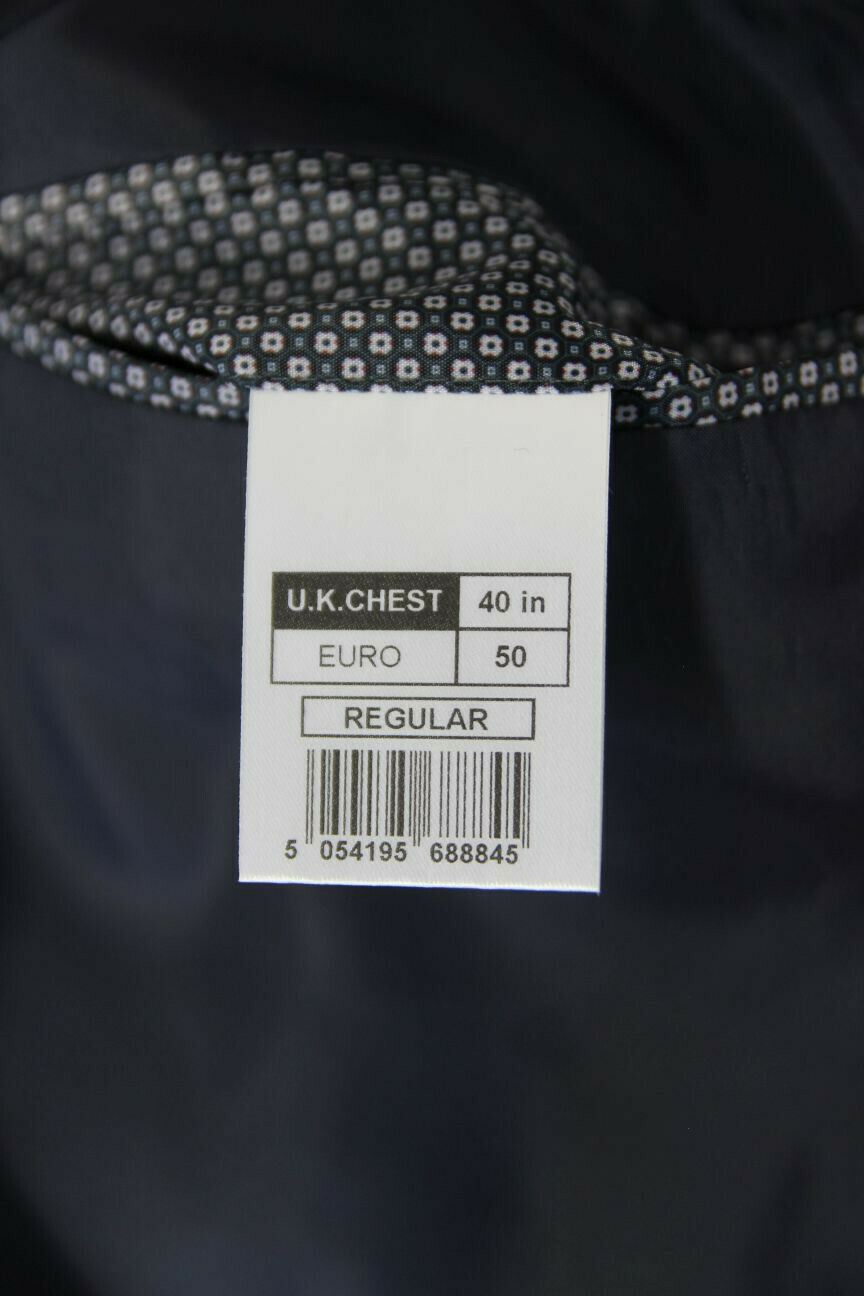 U.K.CHEST 40 in
EURO 50
REGULAR
5 054195 688845